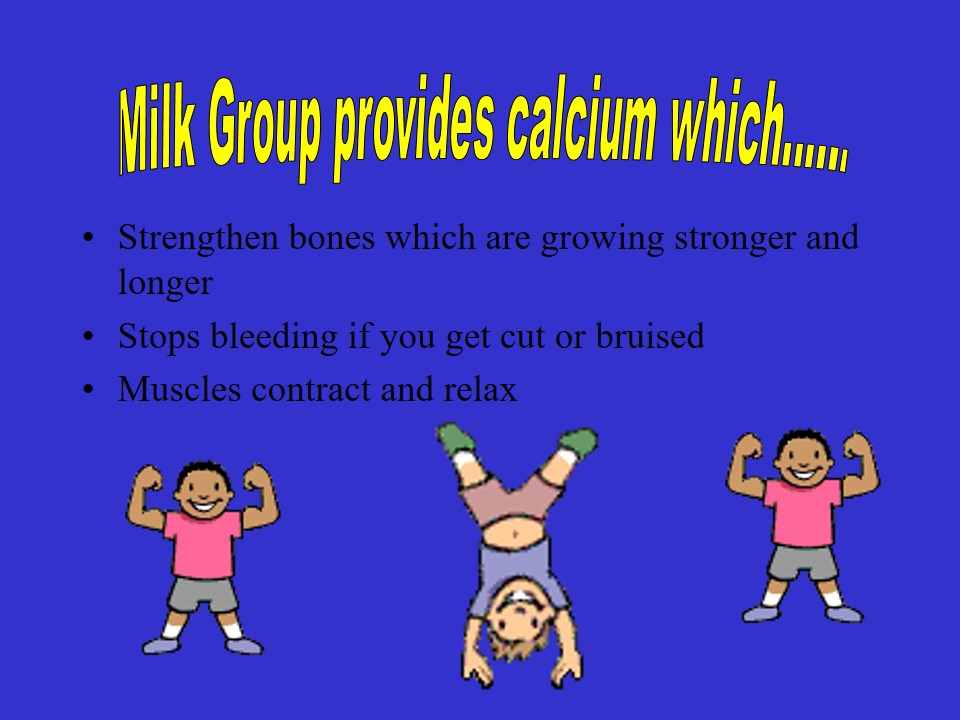 Milk Group provides calcium which......
• Strengthen bones which are growing stronger and
longer
• Stops bleeding if you get cut or bruised
• Muscles contract and relax